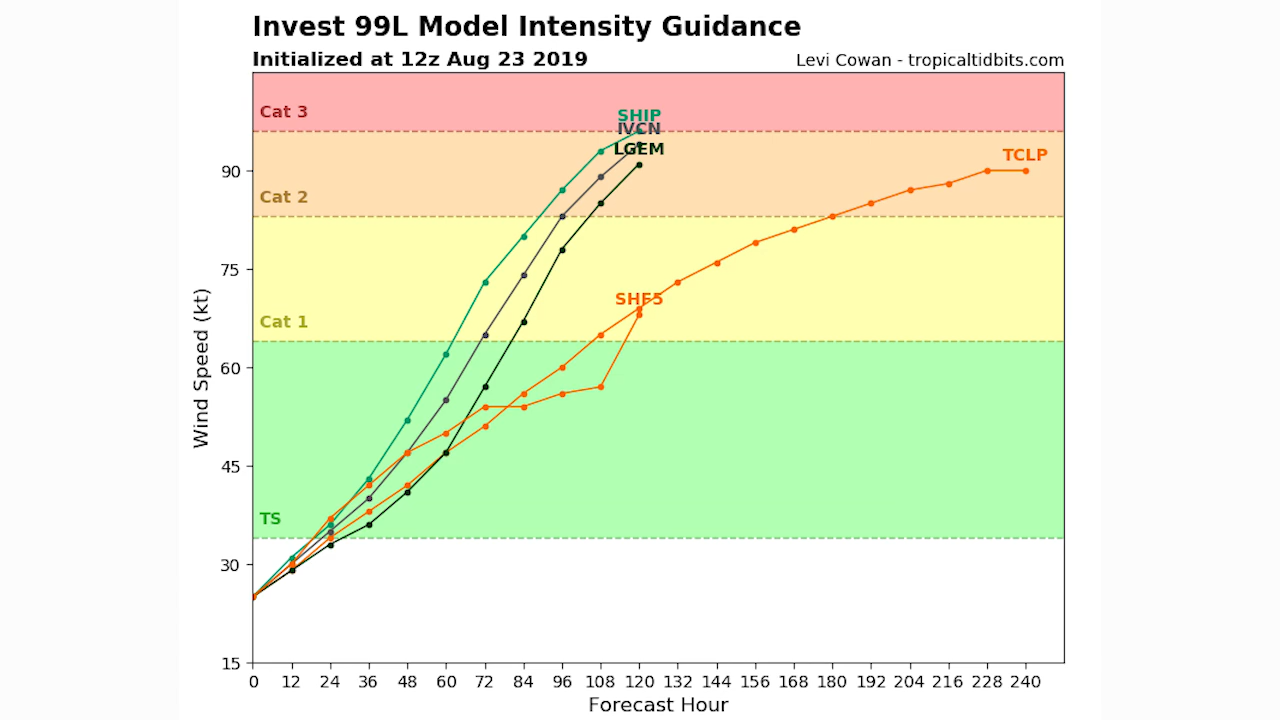 Invest 99L Model Intensity Guidance
Initialized at 12z Aug 23 2019
Levi Cowan - tropicaltidbits.com
Cat 3
SHIP
IVCN
LGEM
TCLP
90
Cat 2
75
SHF5
Cat 1
60
45
TS
30
15
Wind Speed (kt)
0 12 24 36 48 60 72 84 96 108 120 132 144 156 168 180 192 204 216 228 240
Forecast Hour